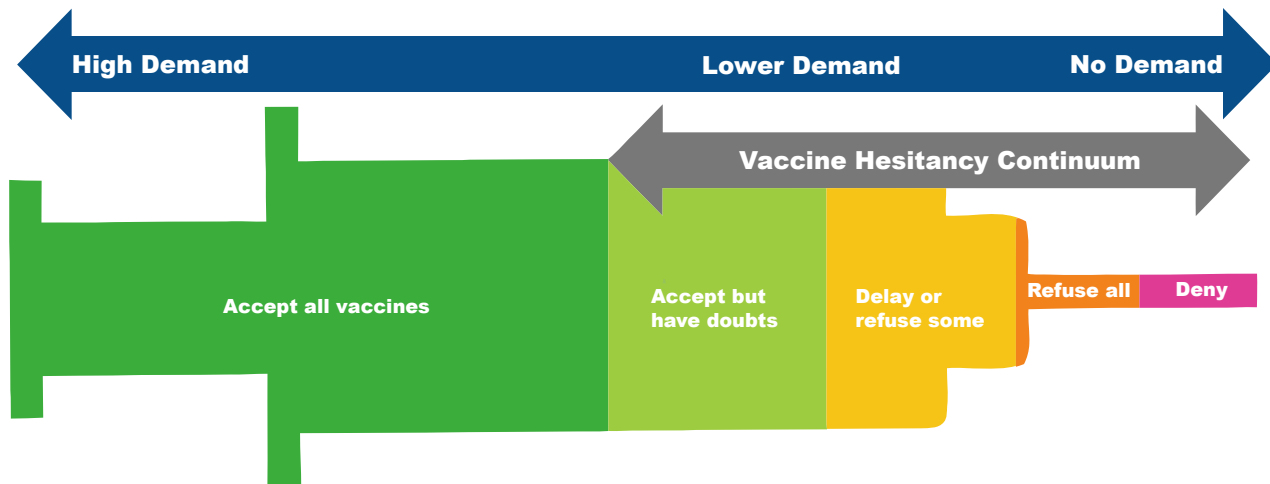 High Demand Lower Demand No Demand
Vaccine Hesitancy Continuum
Accept all vaccines
Accept but
have doubts
Delay or
refuse some
Refuse all
Deny